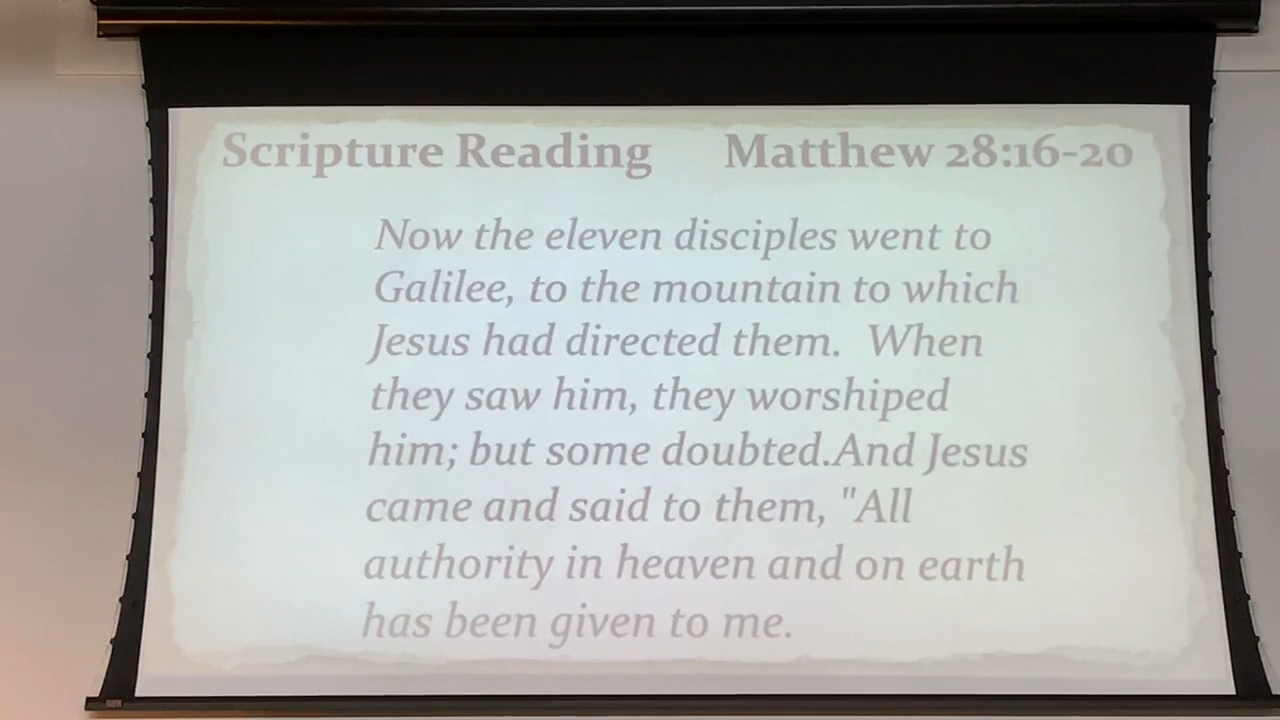 Scripture Reading Matthew 28:16-20
Now the eleven disciples went to
Galilee, to the mountain to which
Jesus had directed them. When
they saw him, they worshiped
him; but some doubted.And Jesus
came and said to them, "All
authority in heaven and on earth
has been given to me.